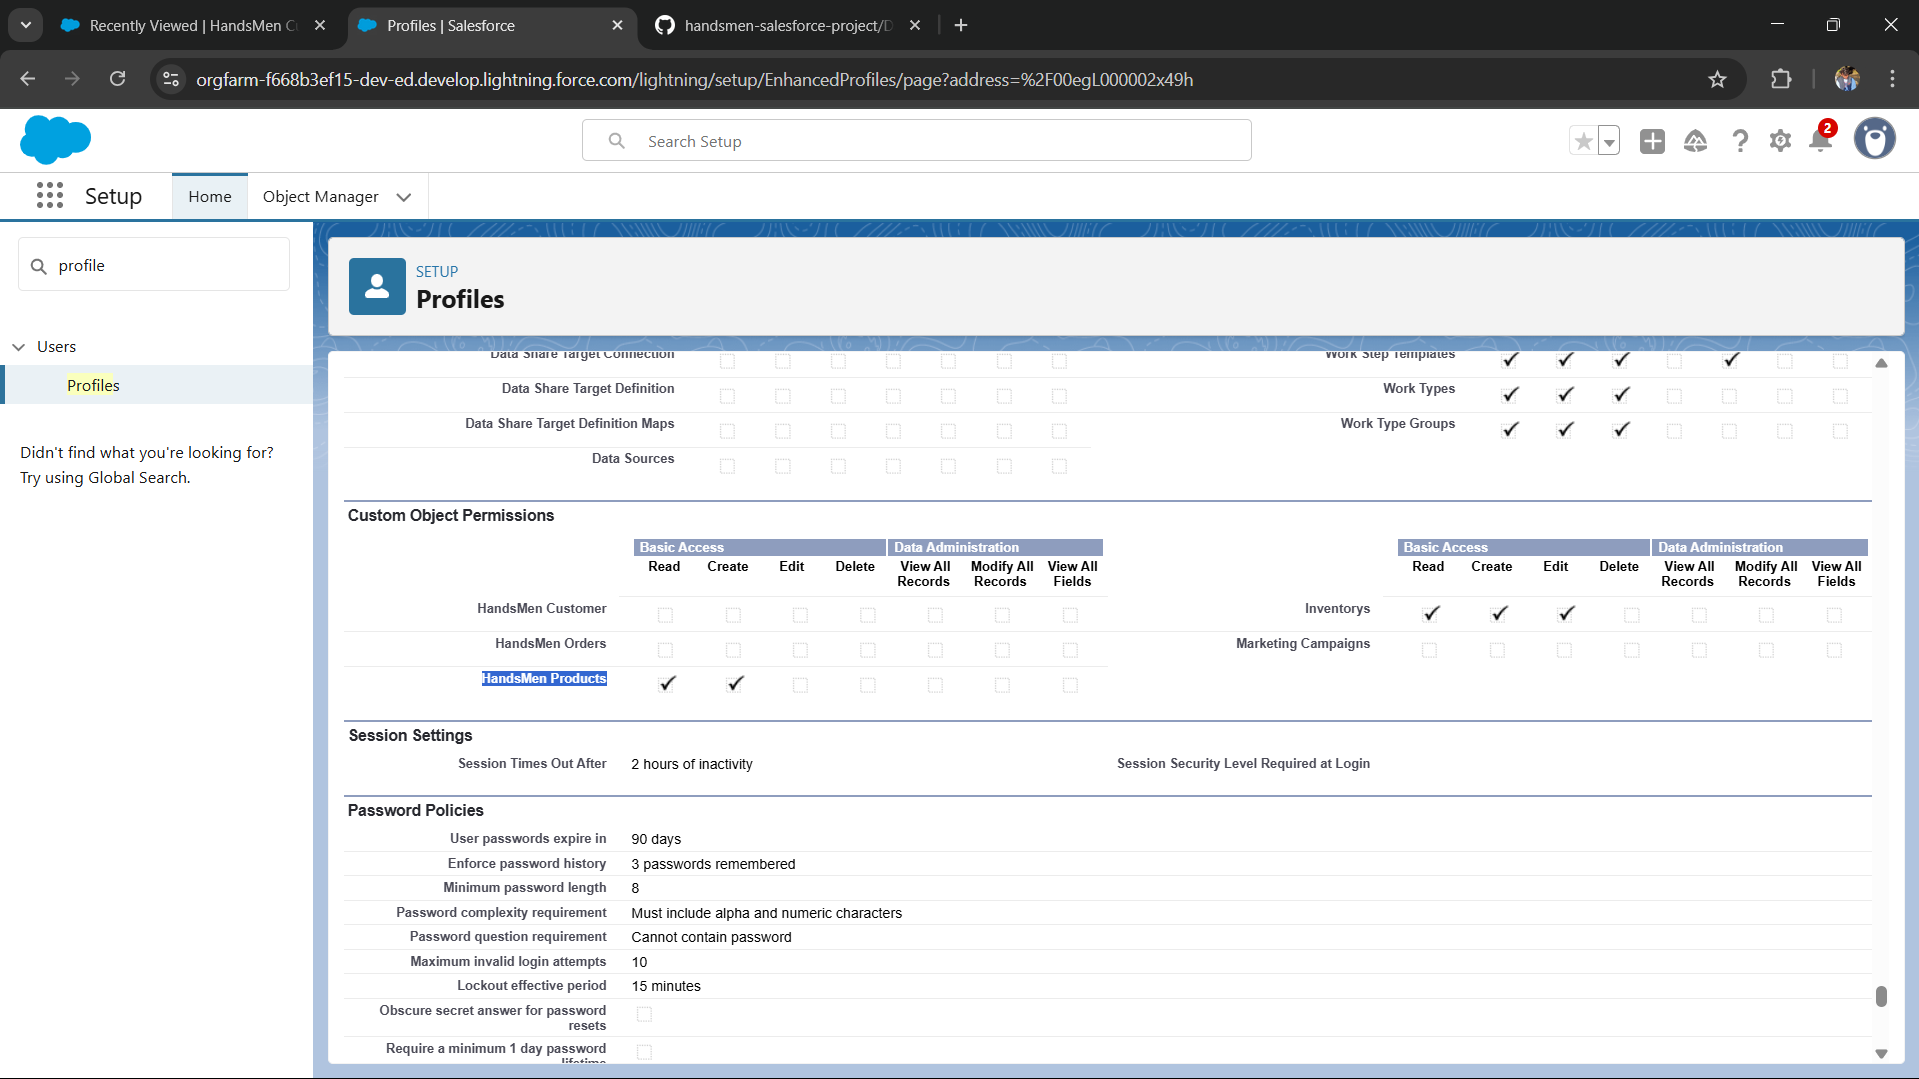 Recently Viewed | HandsMen C
Profiles | Salesforce
handsmen-salesforce-project/D
orgfarm-f668b3ef15-dev-ed.develop.lightning.force.com/lightning/setup/EnhancedProfiles/page?address=%2F00egL000002x49h
Search Setup
2
Setup
Home
Object Manager
profile
Users
Profiles
Didn't find what you're looking for?
Try using Global Search.
SETUP
Profiles
Data Share Target Connection
Work Step Templates
Data Share Target Definition
Work Types
Data Share Target Definition Maps
Work Type Groups
Data Sources
Custom Object Permissions
Basic Access Data Administration
Read Create Edit Delete View All Records Modify All Records View All Fields
Basic Access Data Administration
Read Create Edit Delete View All Records Modify All Records View All Fields
HandsMen Customer
Inventorys
HandsMen Orders
Marketing Campaigns
HandsMen Products
Session Settings
Session Times Out After 2 hours of inactivity
Session Security Level Required at Login
Password Policies
User passwords expire in 90 days
Enforce password history 3 passwords remembered
Minimum password length 8
Password complexity requirement Must include alpha and numeric characters
Password question requirement Cannot contain password
Maximum invalid login attempts 10
Lockout effective period 15 minutes
Obscure secret answer for password
resets
Require a minimum 1 day password
lifetime